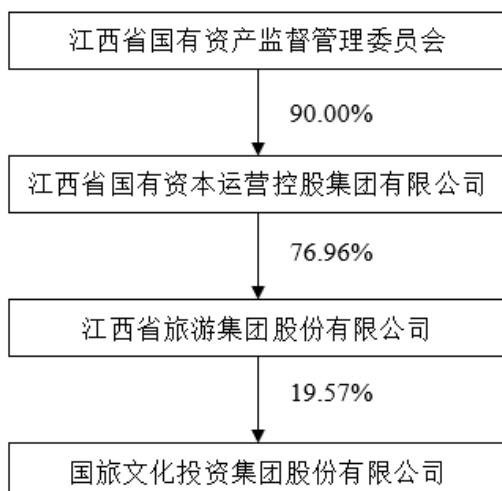 江西省国有资产监督管理委员会
90.00%
江西省国有资本运营控股集团有限公司
76.96%
江西省旅游集团股份有限公司
19.57%
国旅文化投资集团股份有限公司